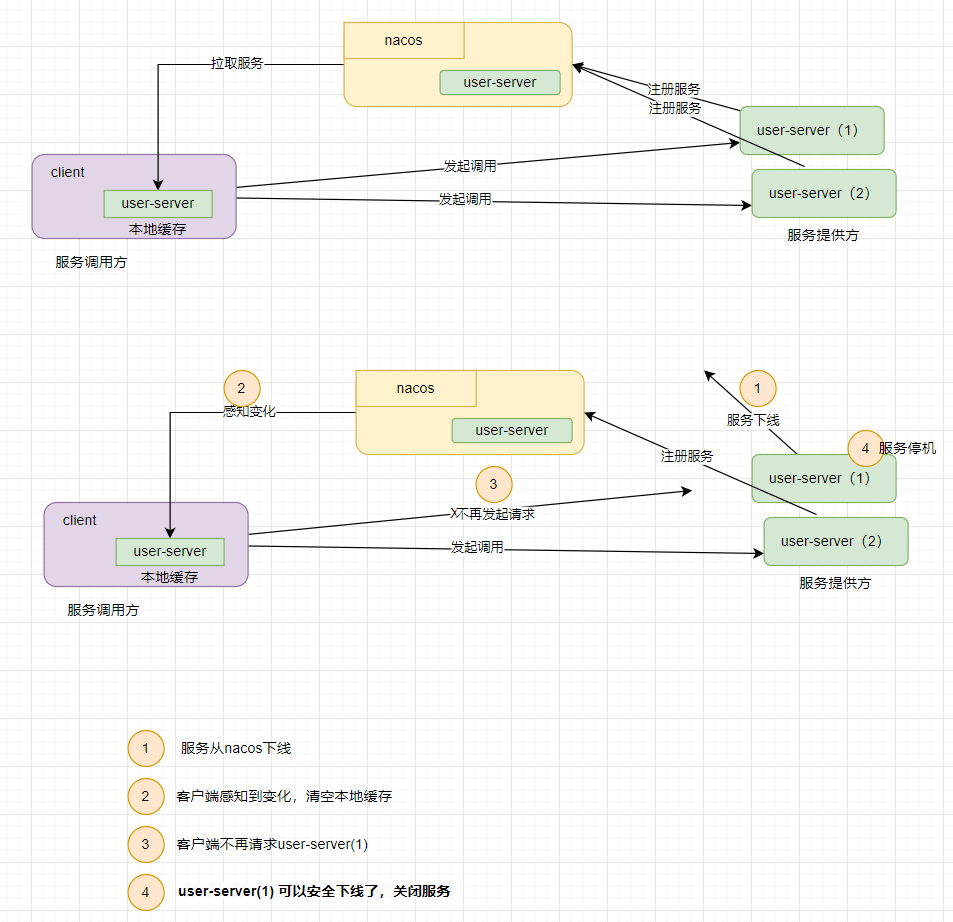 nacos
user-server
拉取服务
注册服务
注册服务
user-server（1）
client
user-server
本地缓存
发起调用
发起调用
user-server（2）
服务提供方
服务调用方
2
感知变化
nacos
user-server
1
服务下线
4
服务停机
user-server（1）
注册服务
3
X不再发起请求
client
user-server
本地缓存
发起调用
user-server（2）
服务提供方
服务调用方
1 服务从nacos下线
2 客户端感知到变化，清空本地缓存
3 客户端不再请求user-server(1)
4 user-server(1) 可以安全下线了，关闭服务